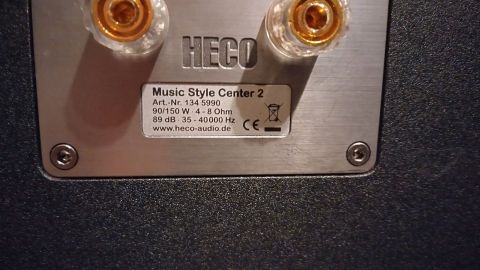 HECO
Music Style Center 2
Art.-Nr. 134 5990
90/150 W · 4 - 8 Ohm
89 dB · 35 - 40000 Hz
www.heco-audio.de CE